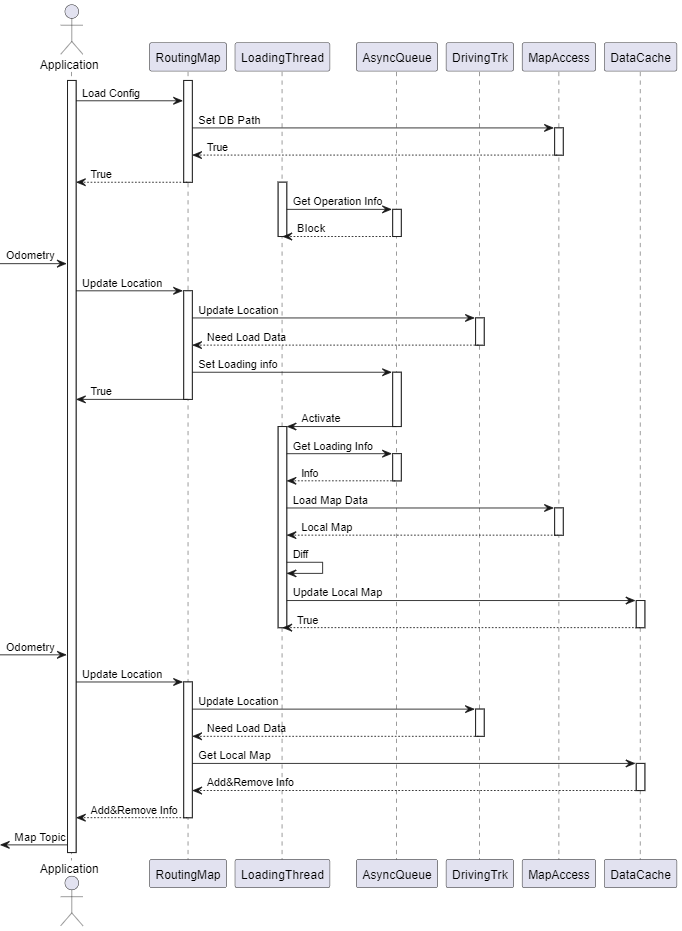 Application
RoutingMap
LoadingThread
AsyncQueue
DrivingTrk
MapAccess
DataCache
Load Config
Set DB Path
True
True
Get Operation Info
Block
Odometry
Update Location
Update Location
Need Load Data
Set Loading info
True
Activate
Get Loading Info
Info
Load Map Data
Local Map
Diff
Update Local Map
True
Odometry
Update Location
Update Location
Need Load Data
Get Local Map
Add&Remove Info
Add&Remove Info
Map Topic
Application
RoutingMap
LoadingThread
AsyncQueue
DrivingTrk
MapAccess
DataCache